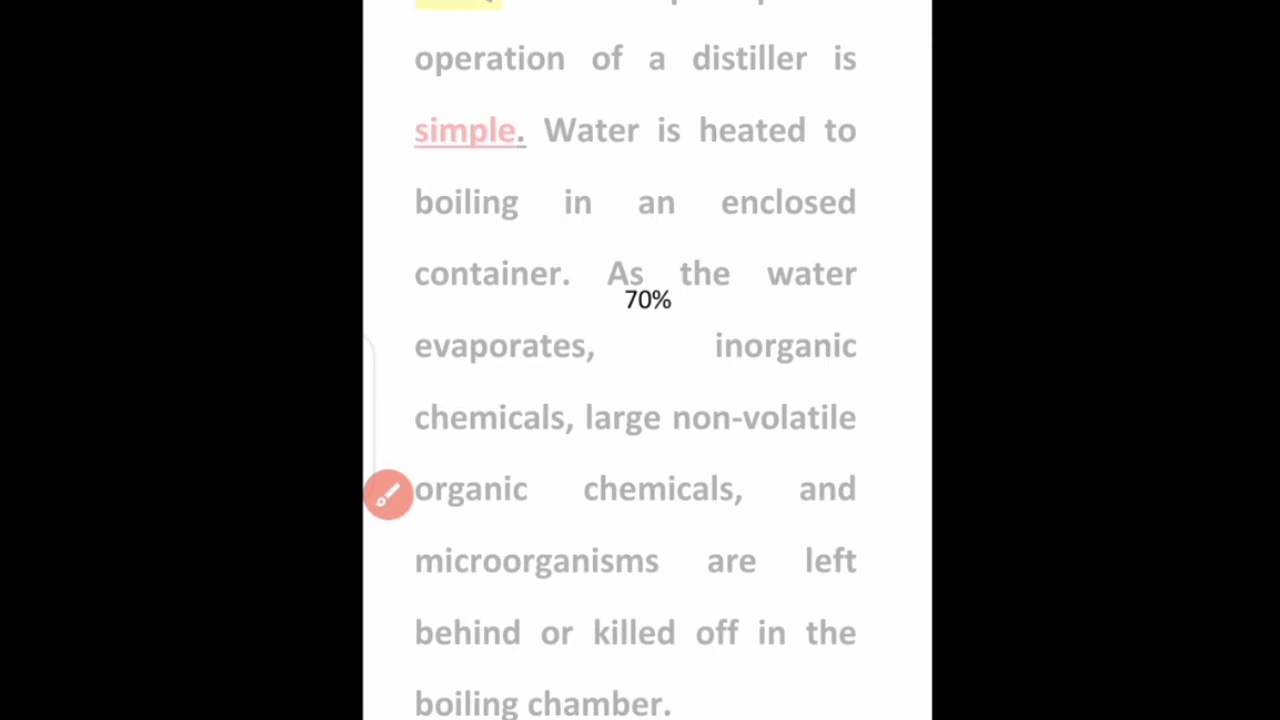 operation of a distiller is
simple. Water is heated to
boiling in an enclosed
container. As the water
70%
evaporates, inorganic
chemicals, large non-volatile
organic chemicals, and
microorganisms are left
behind or killed off in the
boiling chamber.